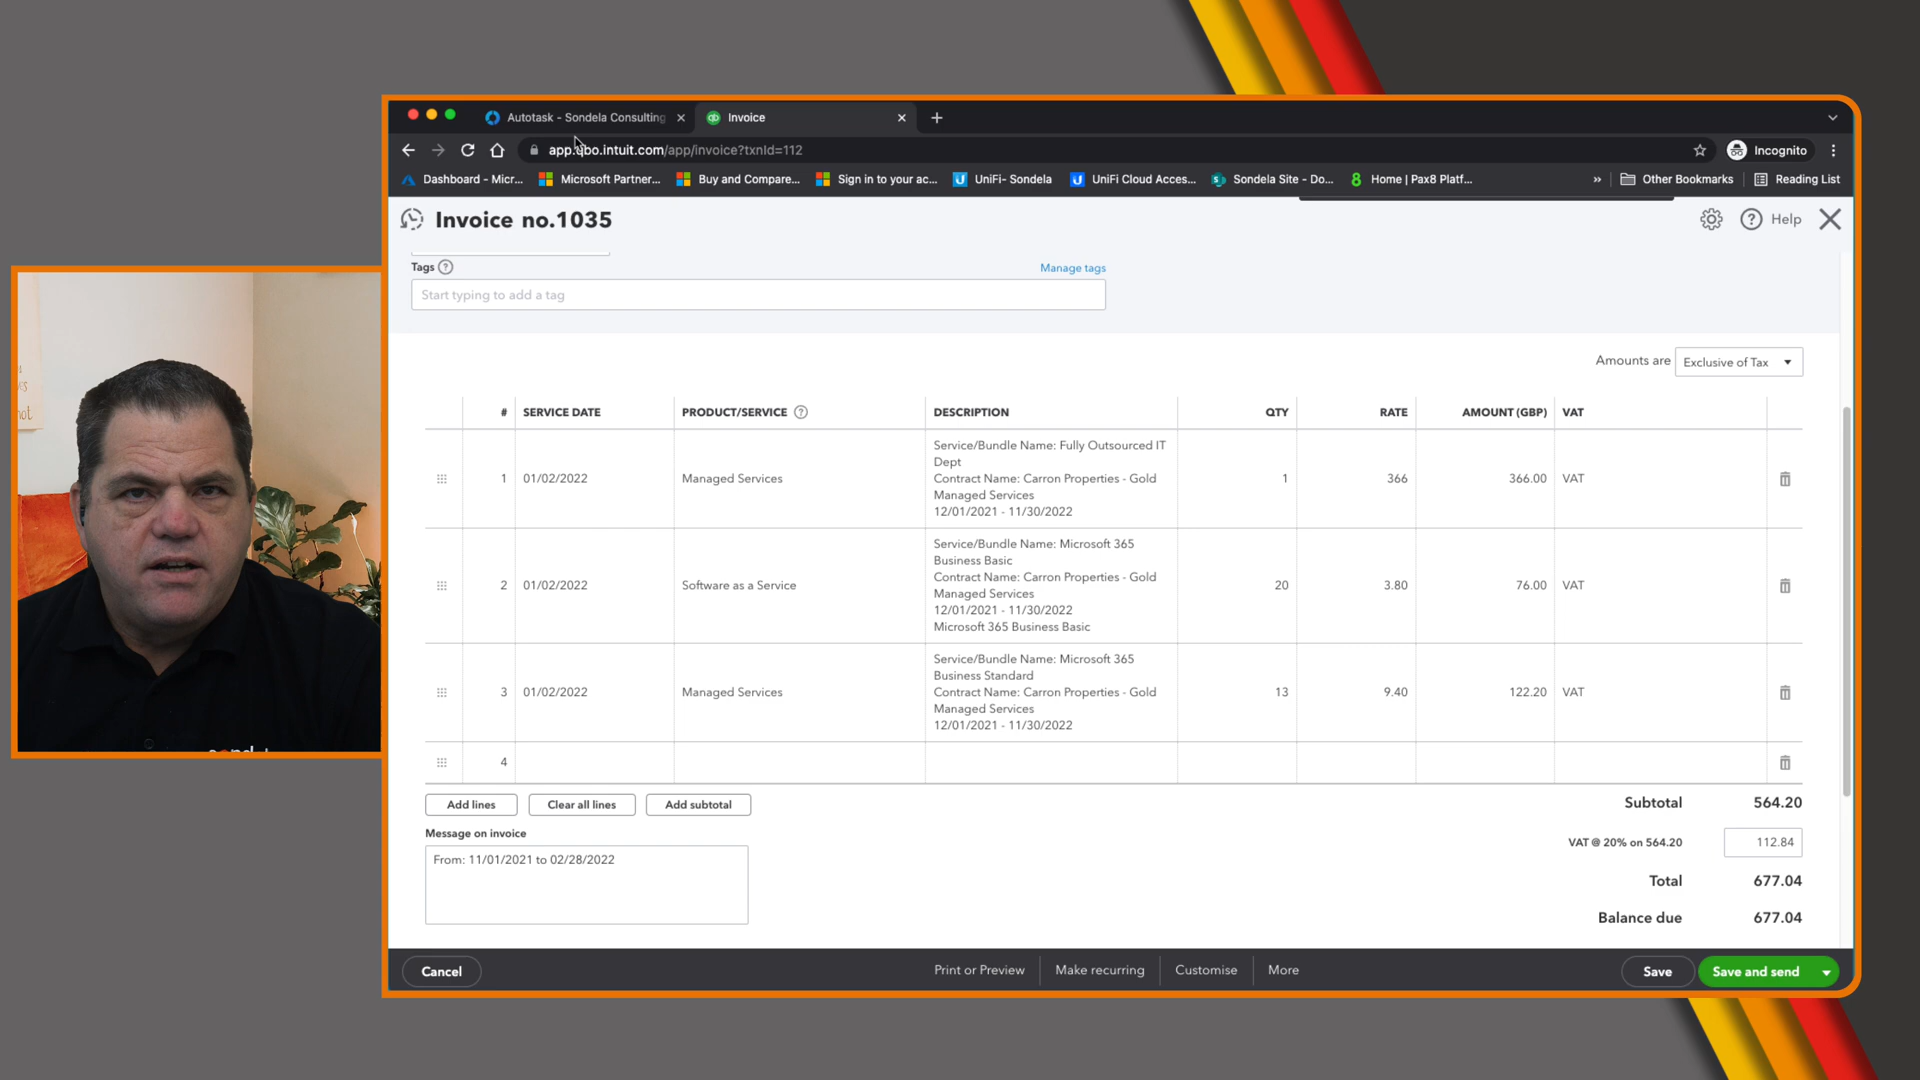 Autotask - Sondela Consulting
Invoice
app.qbo.intuit.com/app/invoice?txnId=112
Incognito
Dashboard - Micr...
Microsoft Partner...
Buy and Compare...
Sign in to your ac...
UniFi- Sondela
UniFi Cloud Acces...
Sondela Site - Do...
Home | Pax8 Platf...
»
Other Bookmarks
Reading List
Invoice no.1035
Help
Tags
Manage tags
Start typing to add a tag
Amounts are
Exclusive of Tax
# SERVICE DATE PRODUCT/SERVICE DESCRIPTION QTY RATE AMOUNT (GBP) VAT
Service/Bundle Name: Fully Outsourced IT
Dept
Contract Name: Carron Properties - Gold
1 01/02/2022 Managed Services 1 366 366.00 VAT
Managed Services
12/01/2021 - 11/30/2022
Service/Bundle Name: Microsoft 365
Business Basic
Contract Name: Carron Properties - Gold
2 01/02/2022 Software as a Service 20 3.80 76.00 VAT
Managed Services
12/01/2021 - 11/30/2022
Microsoft 365 Business Basic
Service/Bundle Name: Microsoft 365
Business Standard
Contract Name: Carron Properties - Gold
3 01/02/2022 Managed Services 13 9.40 122.20 VAT
Managed Services
12/01/2021 - 11/30/2022
4
Add lines
Clear all lines
Add subtotal
Subtotal 564.20
Message on invoice
VAT @ 20% on 564.20 112.84
From: 11/01/2021 to 02/28/2022
Total 677.04
Balance due 677.04
Cancel
Print or Preview
Make recurring
Customise
More
Save
Save and send